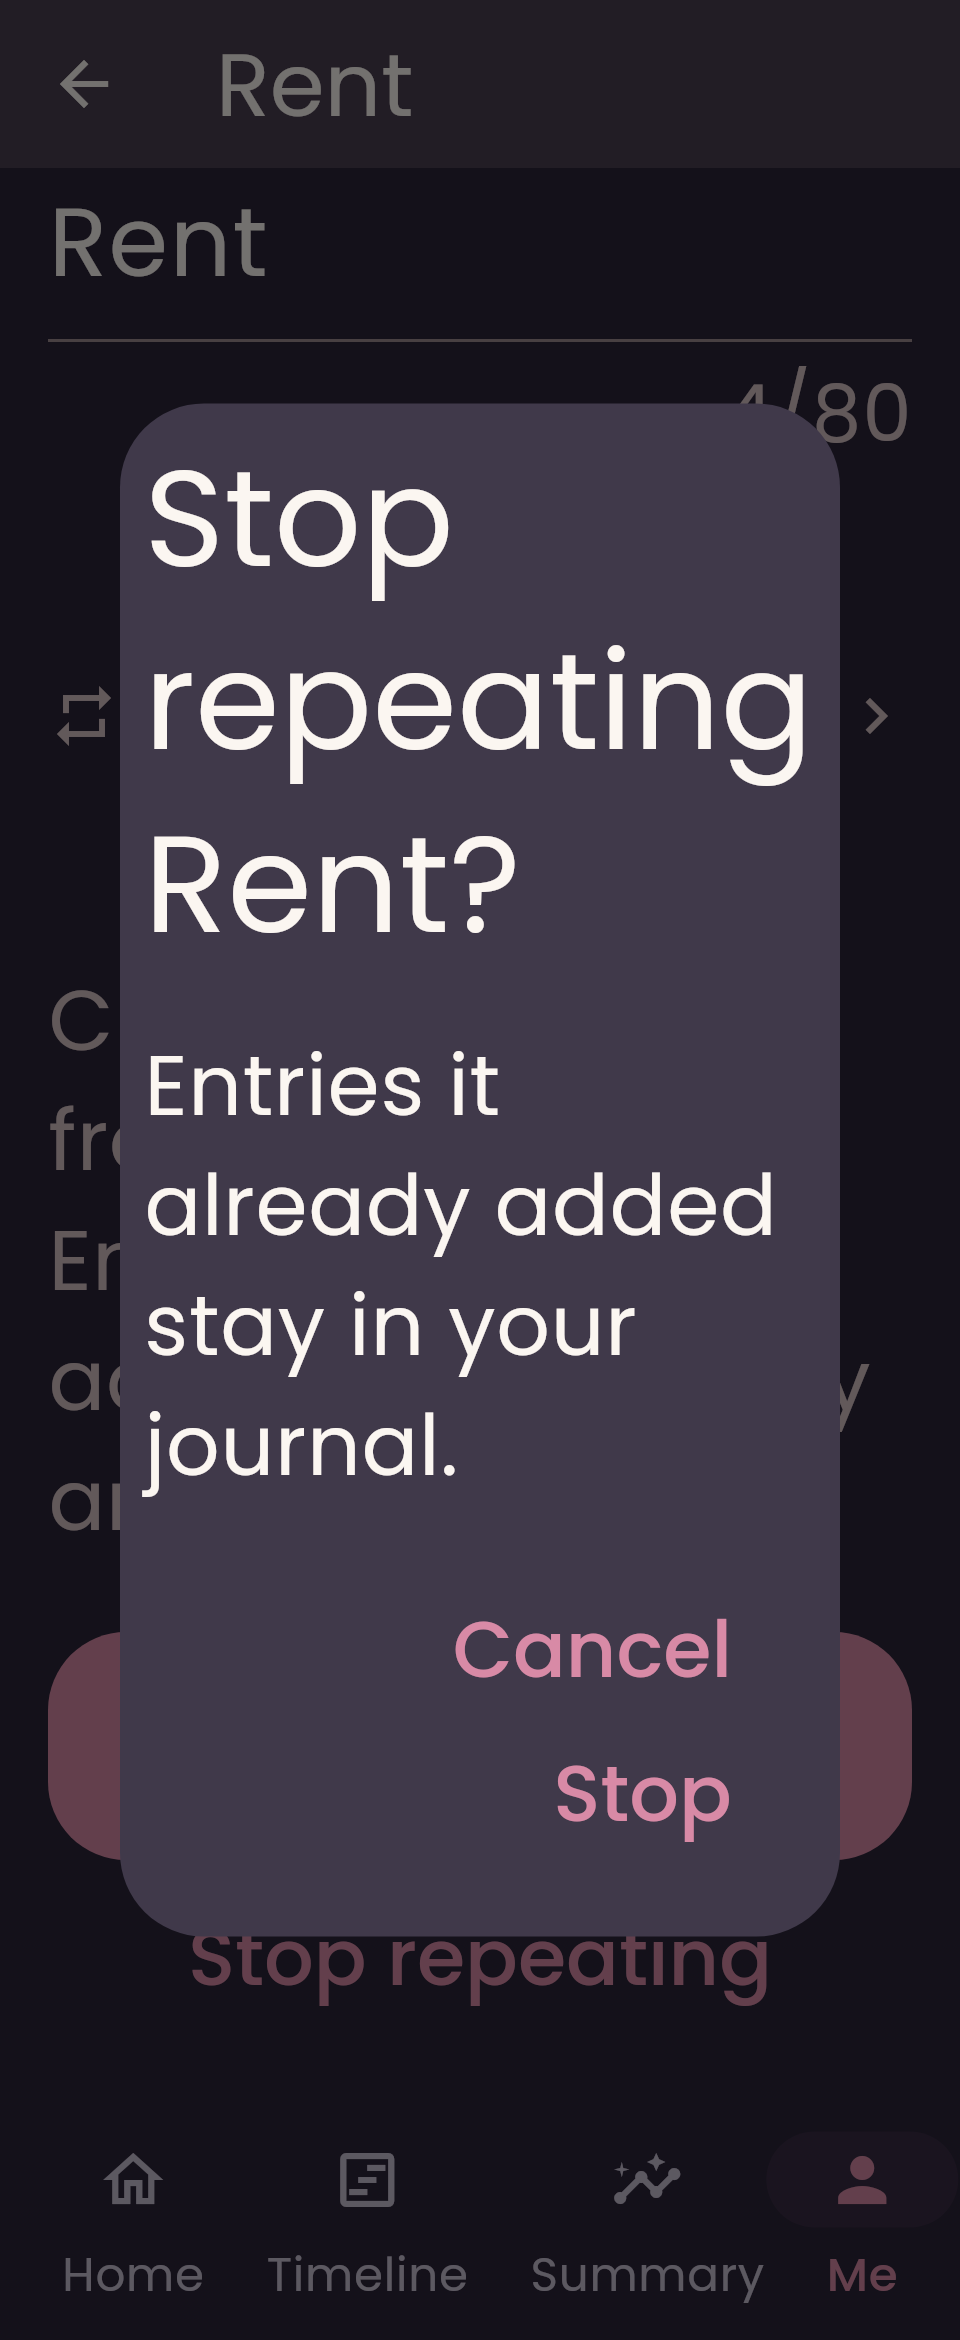 Rent
Rent
4/80
Stop
repeating
Rent?
Entries it
already added
stay in your
journal.
Cancel
Stop
Stop repeating
Home
Timeline
Summary
Me